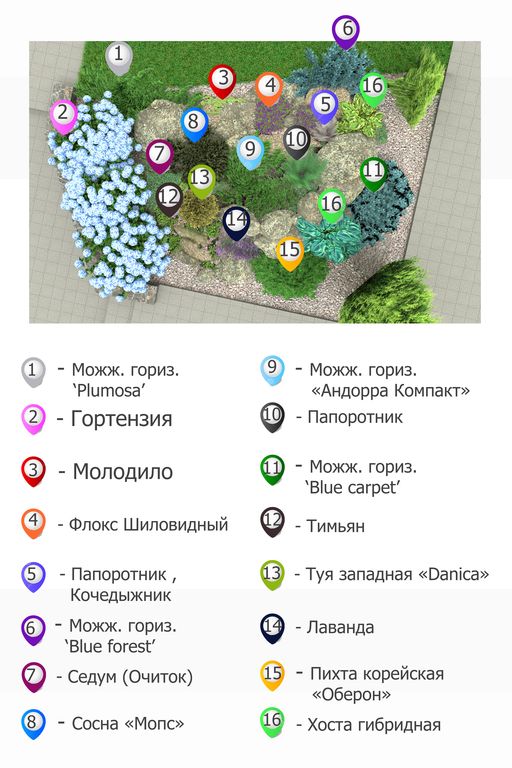 6
1
3
4
16
5
2
8
10
7
9
11
13
12
16
14
15
1 - Можж. гориз.
‘Plumosa’
2 - Гортензия
3 - Молодило
4 - Флокс Шиловидный
5 - Папоротник ,
Кочедыжник
6 - Можж. гориз.
‘Blue forest’
7 - Седум (Очиток)
8 - Сосна «Мопс»
9 - Можж. гориз.
«Андорра Компакт»
10 - Папоротник
11 - Можж. гориз.
‘Blue carpet’
12 - Тимьян
13 - Туя западная «Danica»
14 - Лаванда
15 - Пихта корейская
«Оберон»
16 - Хоста гибридная